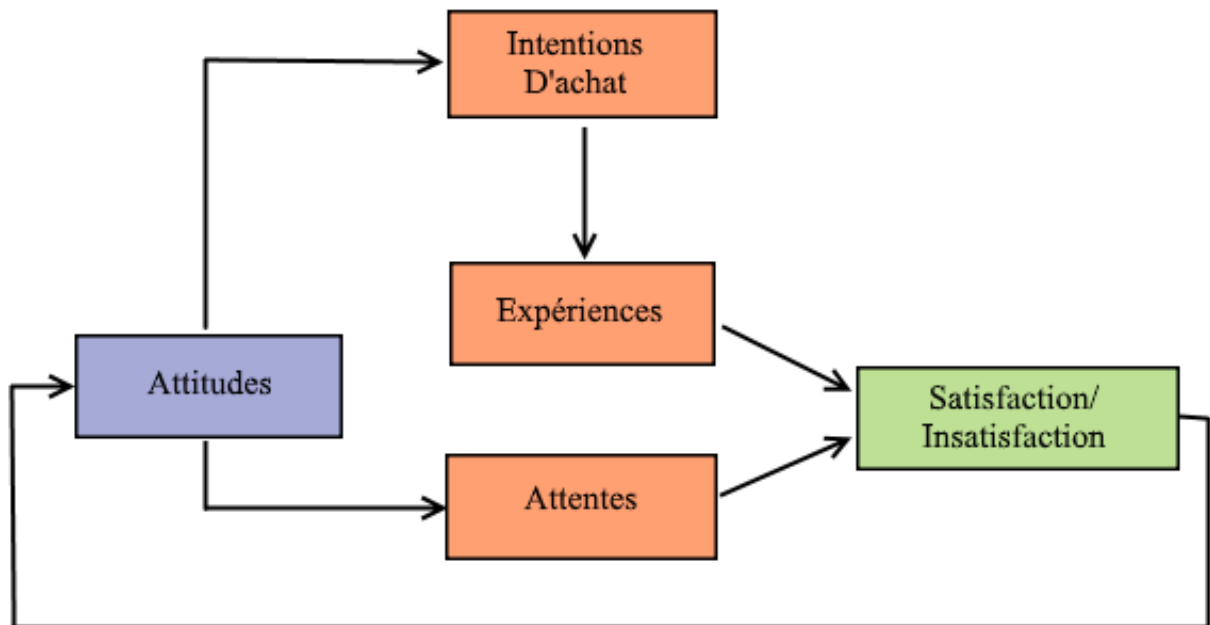 Intentions
D'achat
Expériences
Attitudes
Satisfaction/
Insatisfaction
Attentes